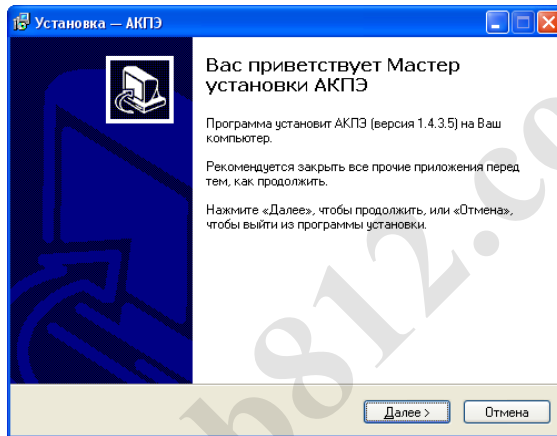 Установка — АКПЭ
Вас приветствует Мастер
установки АКПЭ
Программа установит АКПЭ (версия 1.4.3.5) на Ваш
компьютер.
Рекомендуется закрыть все прочие приложения перед
тем, как продолжить.
Нажмите «Далее», чтобы продолжить, или «Отмена»,
чтобы выйти из программы установки.
b812.co
Далее >
Отмена